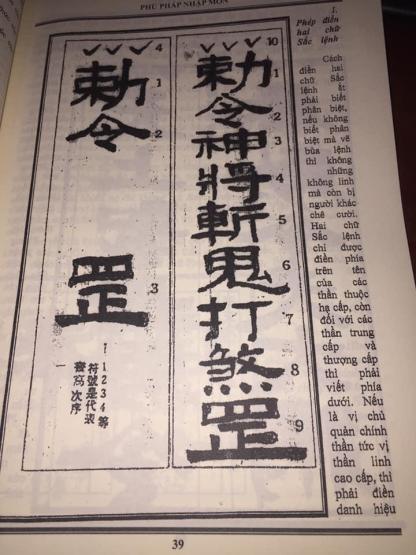 PHÙ PHÁP NHẬP MÔN
1.
Phép điền
hai chữ
Sắc lệnh
Cách
điền hai
chữ Sắc
lệnh ắt
phải biết
phân biệt,
nếu không
biết phân
biệt mà vẽ
bùa lệnh
thì không
những
không linh
mà còn bị
người khác
chê cười.
Hai chữ
Sắc lệnh
chỉ được
điền phía
trên tên
của các
thần thuộc
hạ cấp, còn
đối với các
thần trung
cấp và
thượng cấp
thì phải
viết phía
dưới. Nếu
là vị chủ
quản chính
thần tức vị
thần linh
cao cấp, thì
phải điền
danh hiệu
10
勅 1
令 2
神 3
將 4
斬 5
鬼 6
打 7
煞 8
罡 9
4
勅 1
令 2
罡 3
「1234等
符號是代表
書寫次序
39